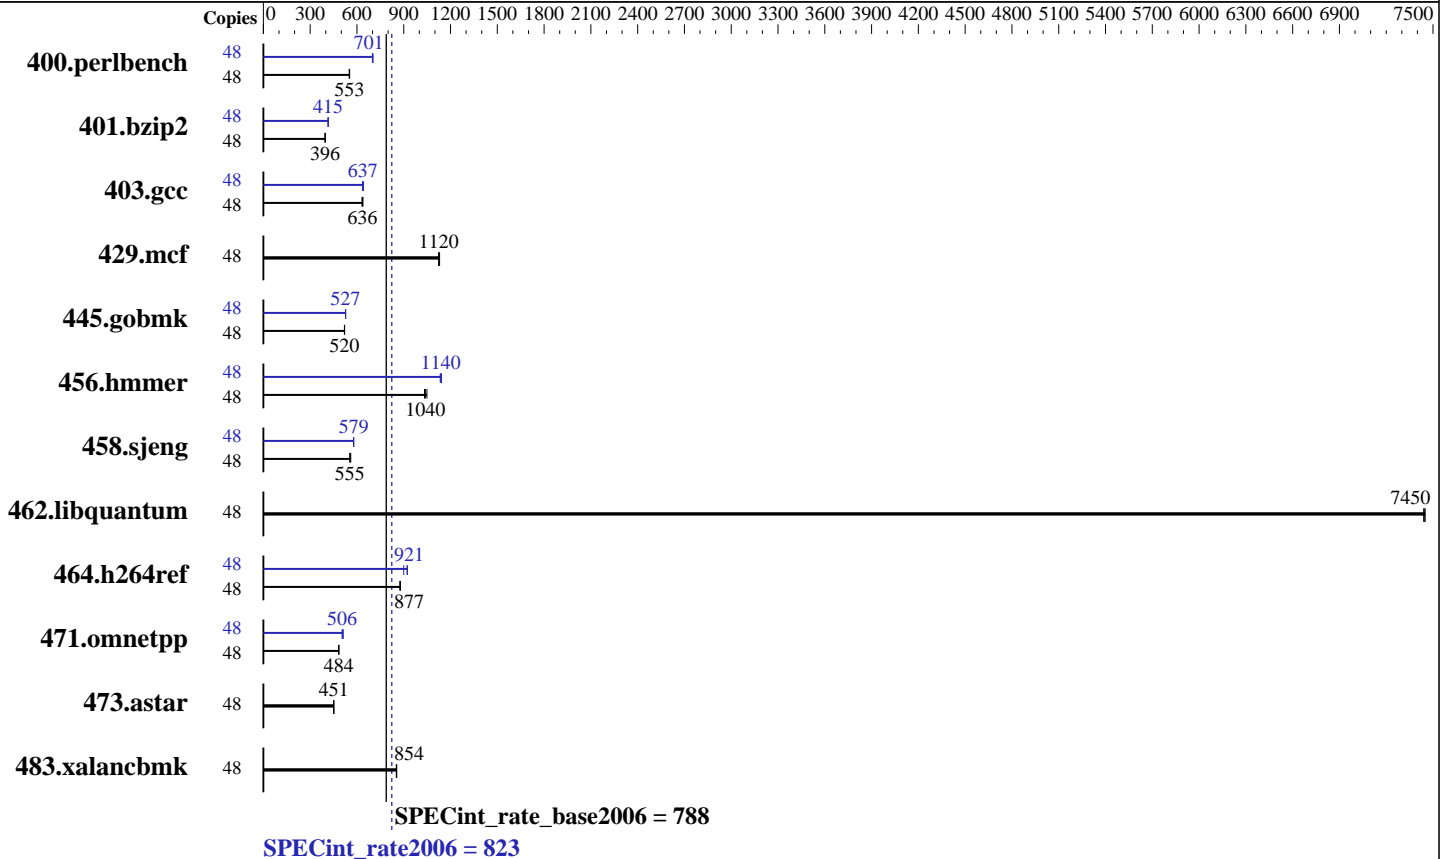 Copies 0 300 600 900 1200 1500 1800 2100 2400 2700 3000 3300 3600 3900 4200 4500 4800 5100 5400 5700 6000 6300 6600 6900 7500
400.perlbench 48 701
48 553
401.bzip2 48 415
48 396
403.gcc 48 637
48 636
429.mcf 48 1120
445.gobmk 48 527
48 520
456.hmmer 48 1140
48 1040
458.sjeng 48 579
48 555
462.libquantum 48 7450
464.h264ref 48 921
48 877
471.omnetpp 48 506
48 484
473.astar 48 451
483.xalancbmk 48 854
SPECint_rate_base2006 = 788
SPECint_rate2006 = 823